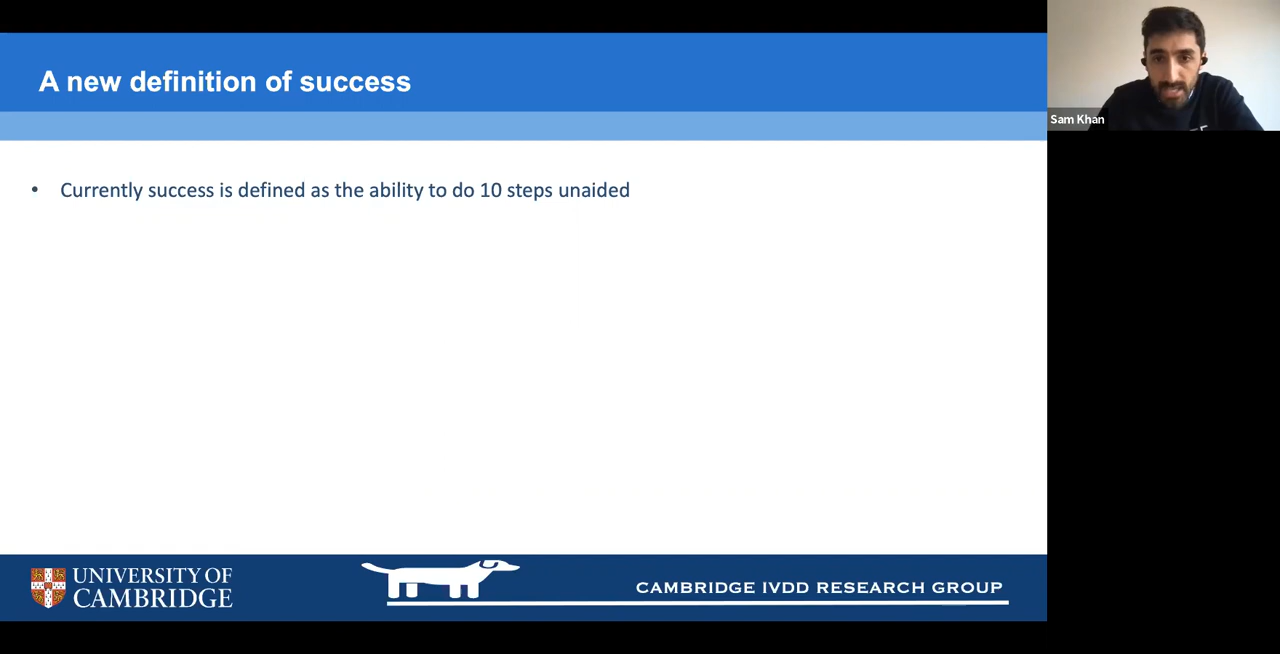 A new definition of success
Sam Khan
• Currently success is defined as the ability to do 10 steps unaided
UNIVERSITY OF
CAMBRIDGE
CAMBRIDGE IVDD RESEARCH GROUP